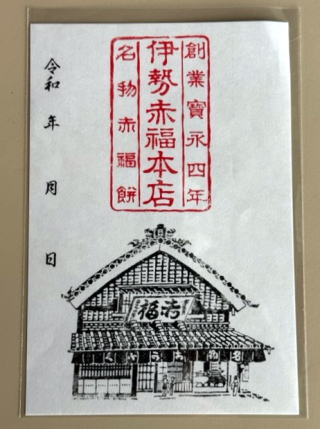 創業寶永四年
伊勢赤福本店
名物赤福餅
令和 年 月 日
赤福